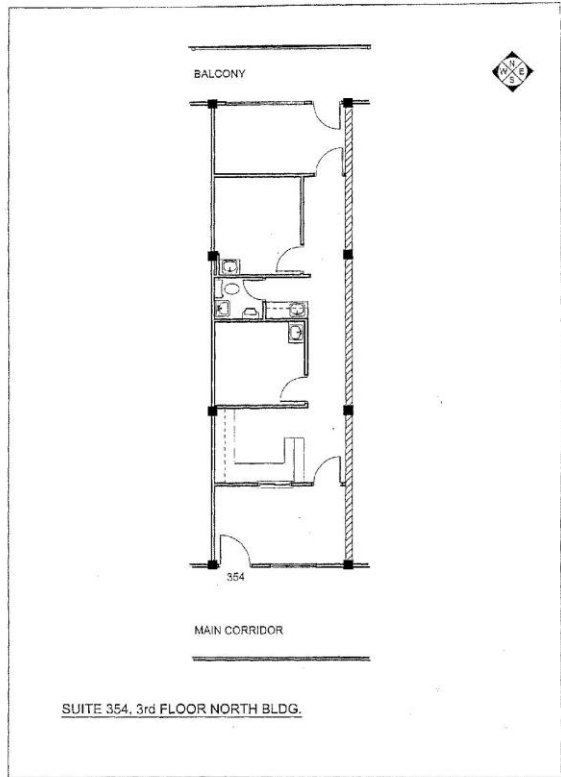 BALCONY
N
W E
S
354
MAIN CORRIDOR
SUITE 354, 3rd FLOOR NORTH BLDG.